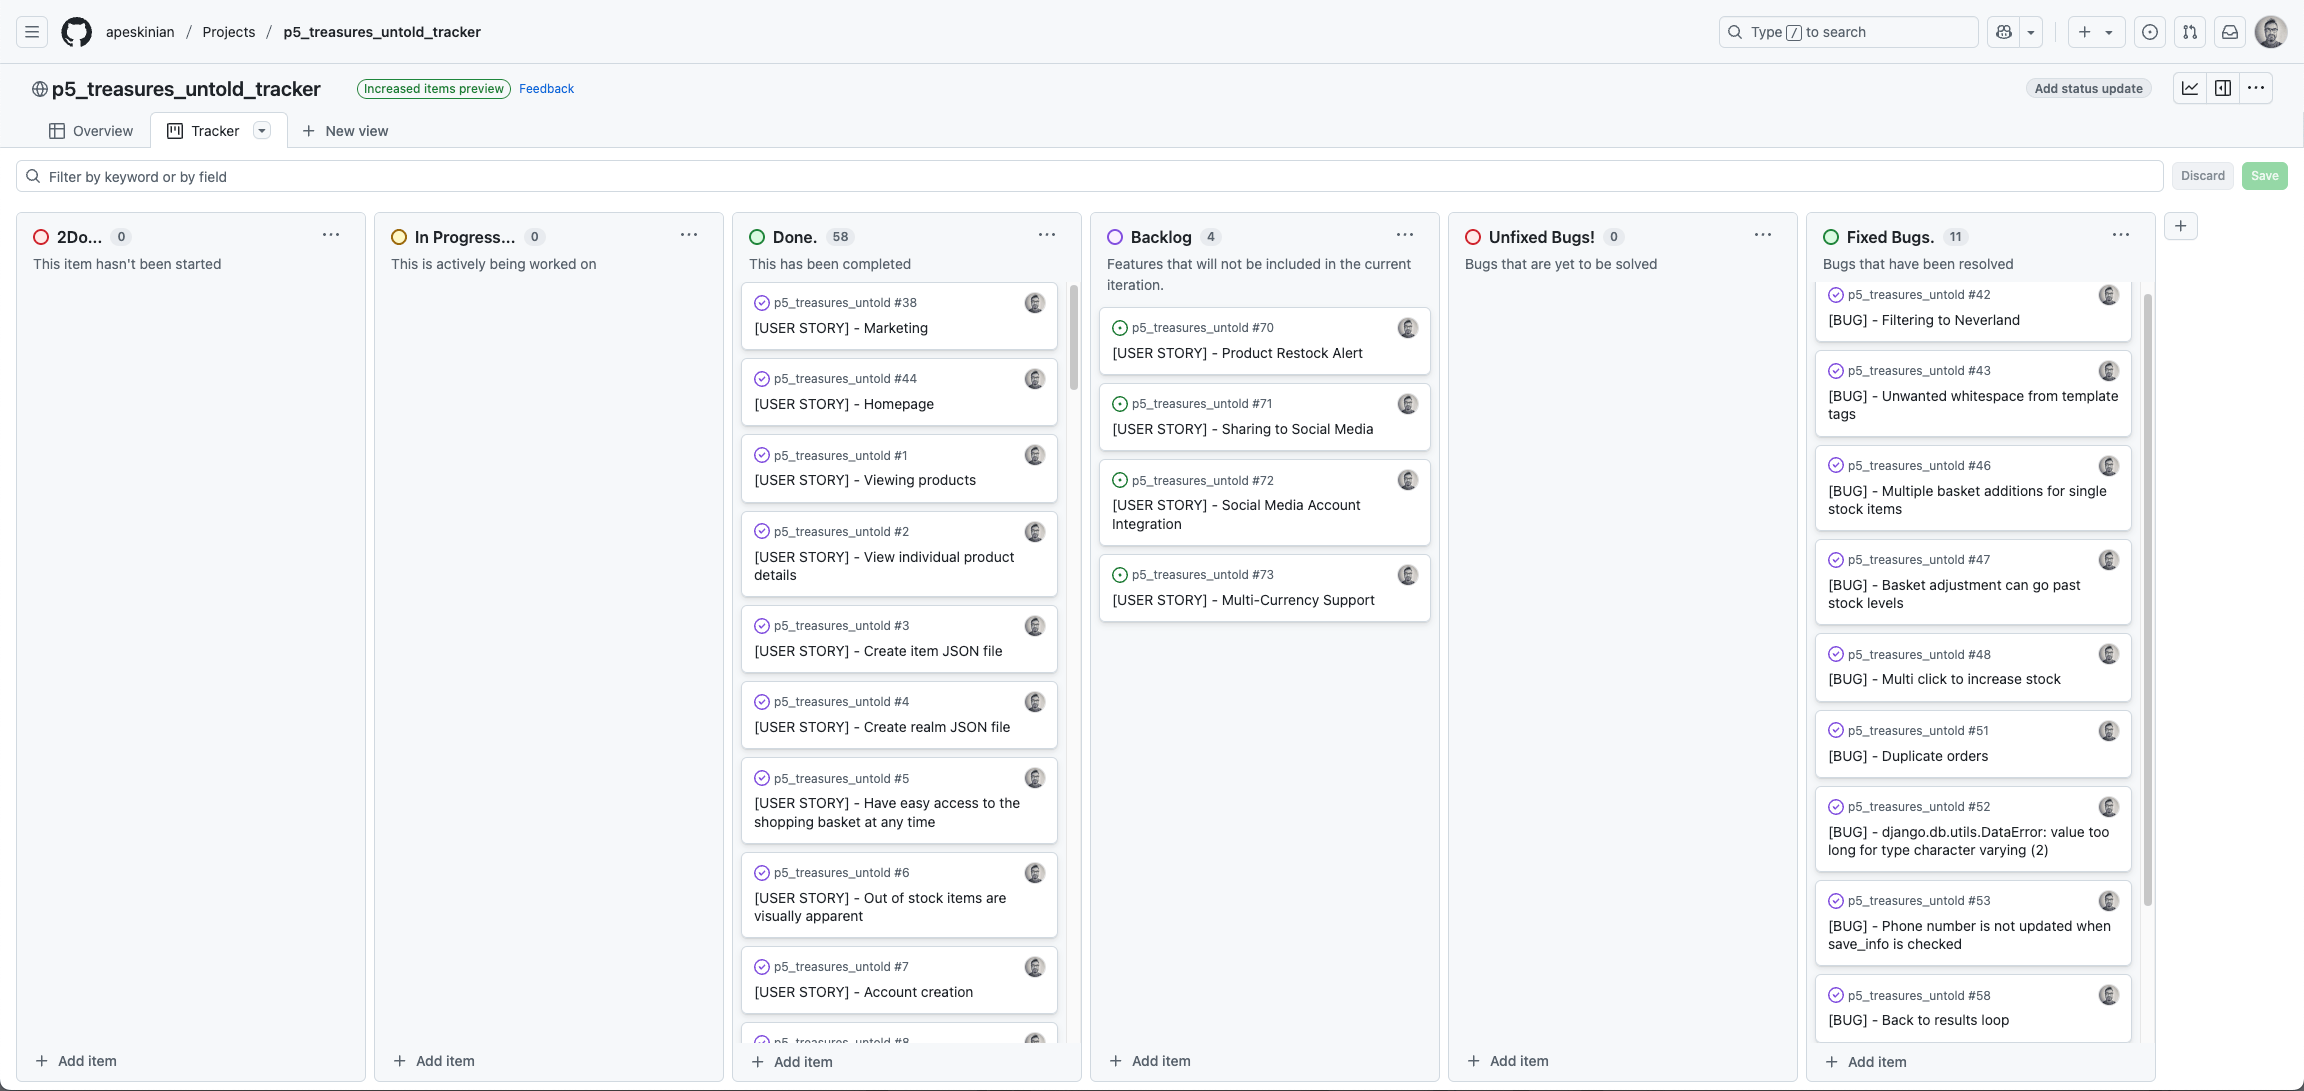 apeskinian / Projects / p5_treasures_untold_tracker
Type / to search
p5_treasures_untold_tracker
Increased items preview
Feedback
Add status update
Overview
Tracker
New view
Filter by keyword or by field
Discard
Save
2Do... 0
This item hasn't been started
Add item
In Progress... 0
This is actively being worked on
Add item
Done. 58
This has been completed
p5_treasures_untold #38
[USER STORY] - Marketing
p5_treasures_untold #44
[USER STORY] - Homepage
p5_treasures_untold #1
[USER STORY] - Viewing products
p5_treasures_untold #2
[USER STORY] - View individual product
details
p5_treasures_untold #3
[USER STORY] - Create item JSON file
p5_treasures_untold #4
[USER STORY] - Create realm JSON file
p5_treasures_untold #5
[USER STORY] - Have easy access to the
shopping basket at any time
p5_treasures_untold #6
[USER STORY] - Out of stock items are
visually apparent
p5_treasures_untold #7
[USER STORY] - Account creation
p5_treasures_untold #8
Add item
Backlog 4
Features that will not be included in the current
iteration.
p5_treasures_untold #70
[USER STORY] - Product Restock Alert
p5_treasures_untold #71
[USER STORY] - Sharing to Social Media
p5_treasures_untold #72
[USER STORY] - Social Media Account
Integration
p5_treasures_untold #73
[USER STORY] - Multi-Currency Support
Add item
Unfixed Bugs! 0
Bugs that are yet to be solved
Add item
Fixed Bugs. 11
Bugs that have been resolved
p5_treasures_untold #42
[BUG] - Filtering to Neverland
p5_treasures_untold #43
[BUG] - Unwanted whitespace from template
tags
p5_treasures_untold #46
[BUG] - Multiple basket additions for single
stock items
p5_treasures_untold #47
[BUG] - Basket adjustment can go past
stock levels
p5_treasures_untold #48
[BUG] - Multi click to increase stock
p5_treasures_untold #51
[BUG] - Duplicate orders
p5_treasures_untold #52
[BUG] - django.db.utils.DataError: value too
long for type character varying (2)
p5_treasures_untold #53
[BUG] - Phone number is not updated when
save_info is checked
p5_treasures_untold #58
[BUG] - Back to results loop
Add item